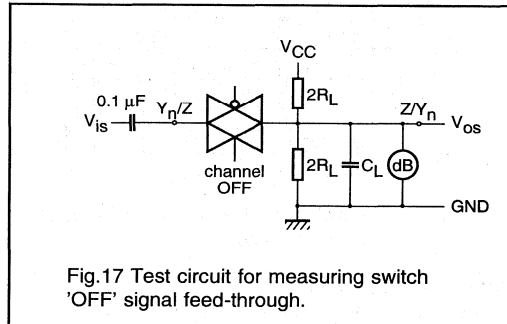 V_CC
0.1 μF
Y_n/Z
2R_L
Z/Y_n
V_is
V_os
channel
OFF
2R_L
C_L
dB
GND
Fig.17 Test circuit for measuring switch
'OFF' signal feed-through.